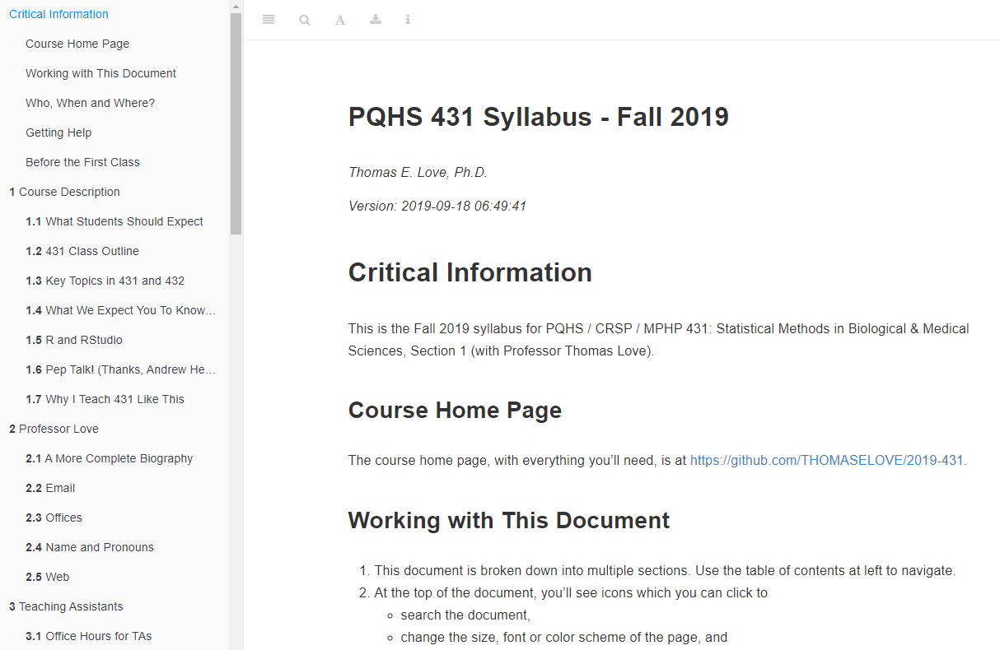 Critical Information
Course Home Page
Working with This Document
Who, When and Where?
Getting Help
Before the First Class
1 Course Description
1.1 What Students Should Expect
1.2 431 Class Outline
1.3 Key Topics in 431 and 432
1.4 What We Expect You To Know…
1.5 R and RStudio
1.6 Pep Talk! (Thanks, Andrew He…
1.7 Why I Teach 431 Like This
2 Professor Love
2.1 A More Complete Biography
2.2 Email
2.3 Offices
2.4 Name and Pronouns
2.5 Web
3 Teaching Assistants
3.1 Office Hours for TAs
A
i
PQHS 431 Syllabus - Fall 2019
Thomas E. Love, Ph.D.
Version: 2019-09-18 06:49:41
Critical Information
This is the Fall 2019 syllabus for PQHS / CRSP / MPHP 431: Statistical Methods in Biological & Medical
Sciences, Section 1 (with Professor Thomas Love).
Course Home Page
The course home page, with everything you’ll need, is at https://github.com/THOMASELOVE/2019-431.
Working with This Document
1. This document is broken down into multiple sections. Use the table of contents at left to navigate.
2. At the top of the document, you’ll see icons which you can click to
◦ search the document,
◦ change the size, font or color scheme of the page, and